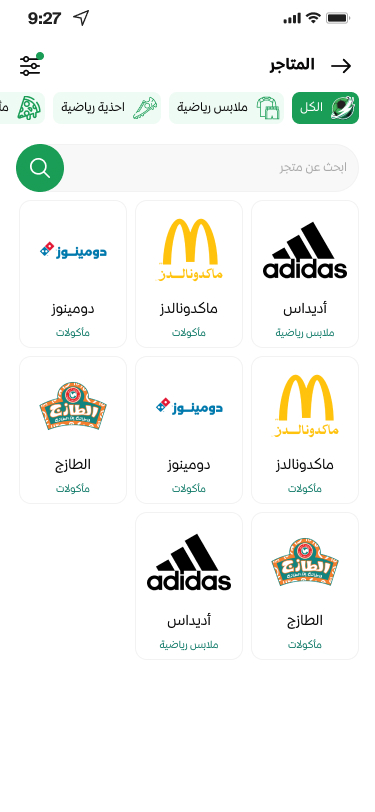 9:27
المتاجر
الكل
ملابس رياضية
احذية رياضية
ابحث عن متجر
adidas
أديداس
ملابس رياضية
ماكدونالدز
ماكدونالدز
مأكولات
دومينوز
دومينوز
مأكولات
ماكدونالدز
ماكدونالدز
مأكولات
دومينوز
دومينوز
مأكولات
الطازج
الطازج
مأكولات
الطازج
الطازج
مأكولات
adidas
أديداس
ملابس رياضية